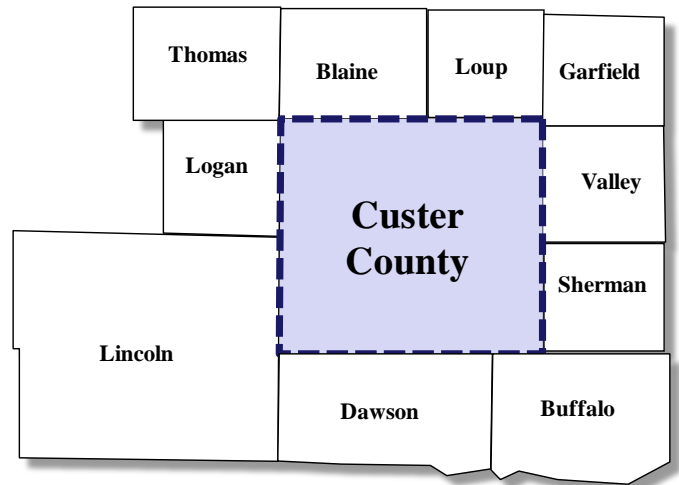 Thomas
Blaine
Loup
Garfield
Logan
Custer
County
Valley
Sherman
Lincoln
Dawson
Buffalo